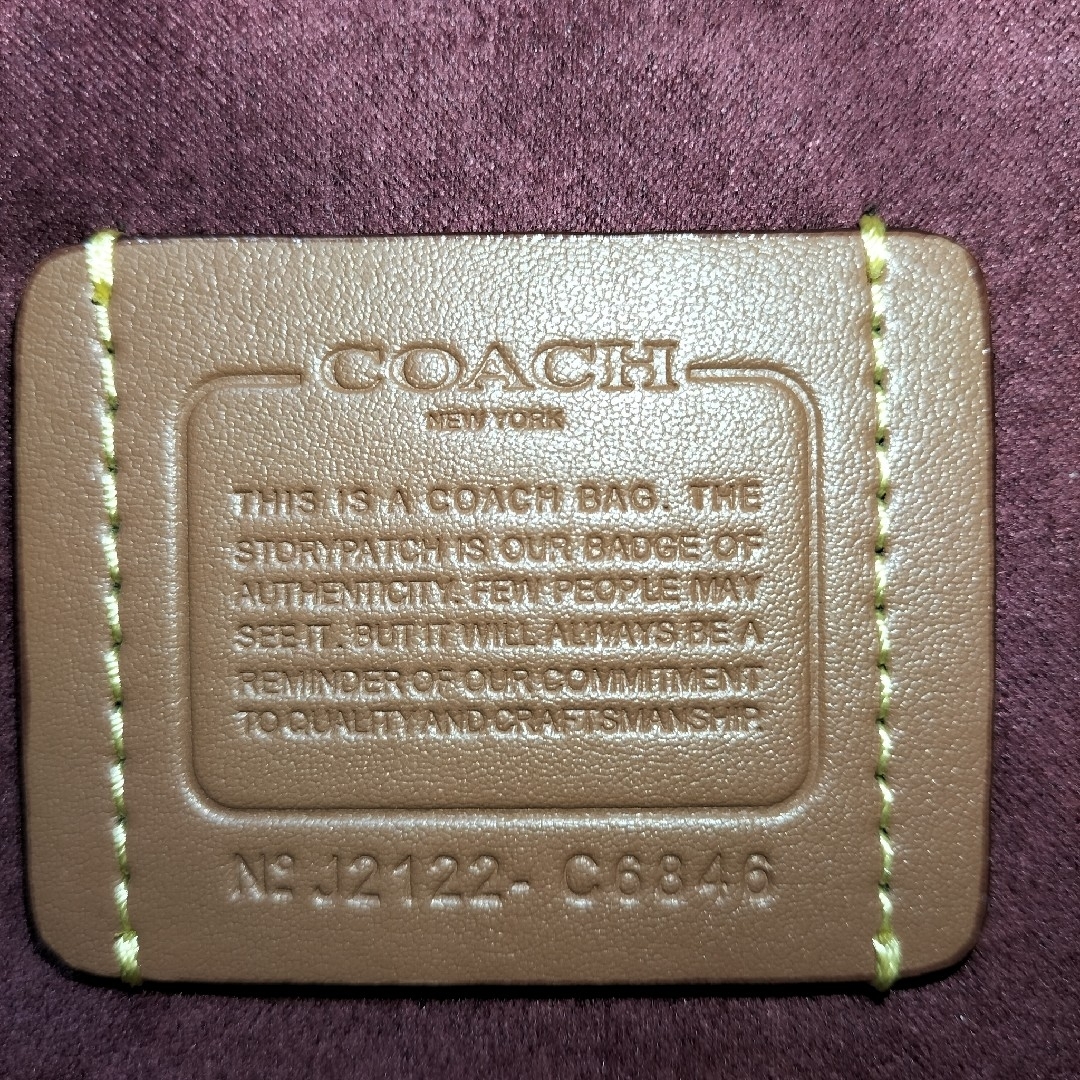 COACH
NEW YORK
THIS IS A COACH BAG. THE
STORYPATCH IS OUR BADGE OF
AUTHENTICITY. FEW PEOPLE MAY
SEE IT. BUT IT WILL ALWAYS BE A
REMINDER OF OUR COMMITMENT
TO QUALITY AND CRAFTSMANSHIP.
Nº J2122- C6846